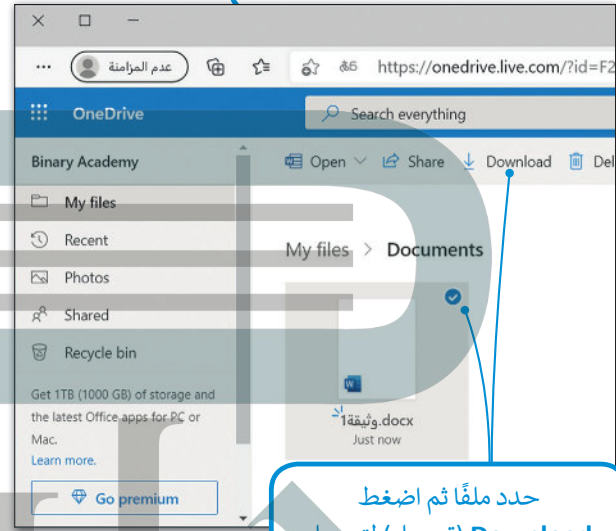 عدم المزامنة
https://onedrive.live.com/?id=F2
OneDrive
Search everything
Binary Academy
Open
Share
Download
Del
My files
Recent
Photos
Shared
Recycle bin
My files > Documents
وثيقة1.docx
Just now
Get 1TB (1000 GB) of storage and
the latest Office apps for PC or
Mac.
Learn more.
Go premium
حدد ملفًا ثم اضغط